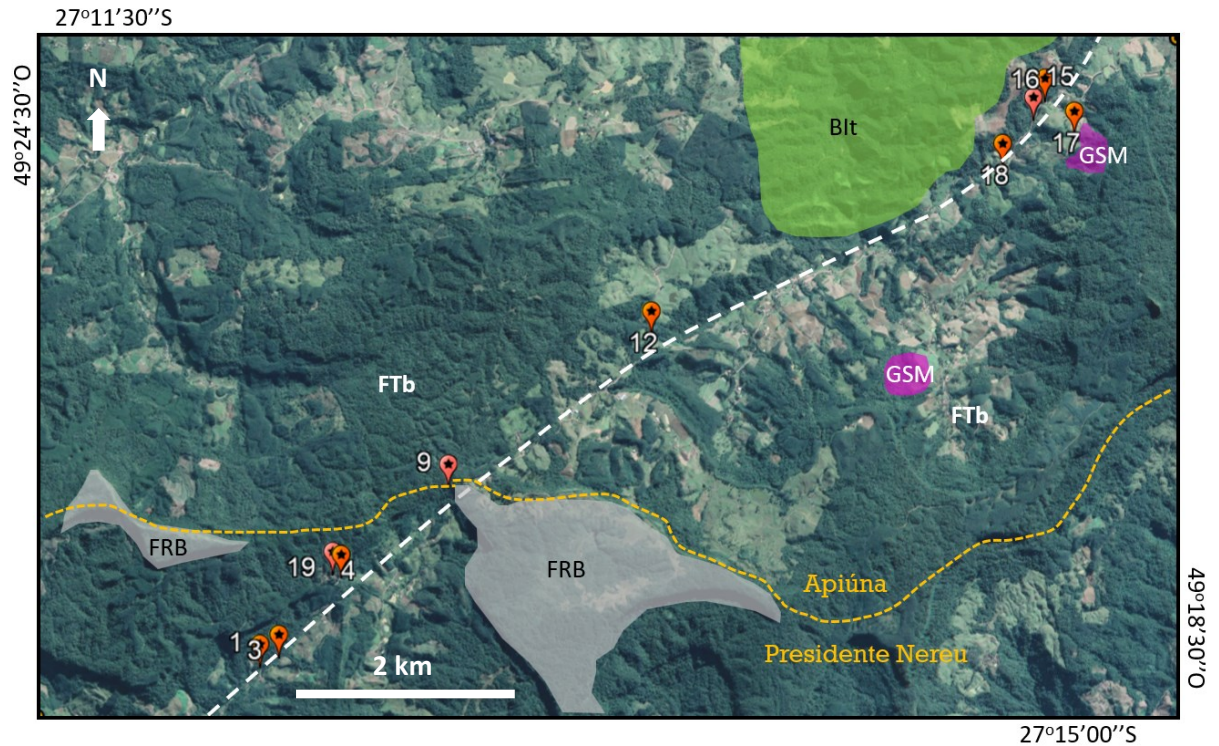 27°11'30''S
49°24'30''O
N
16 15
BIt
17
GSM
18
12
GSM
FTb
FTb
9
FRB
FRB
19 4
Apiúna
1 3
Presidente Nereu
2 km
49°18'30''O
27°15'00''S